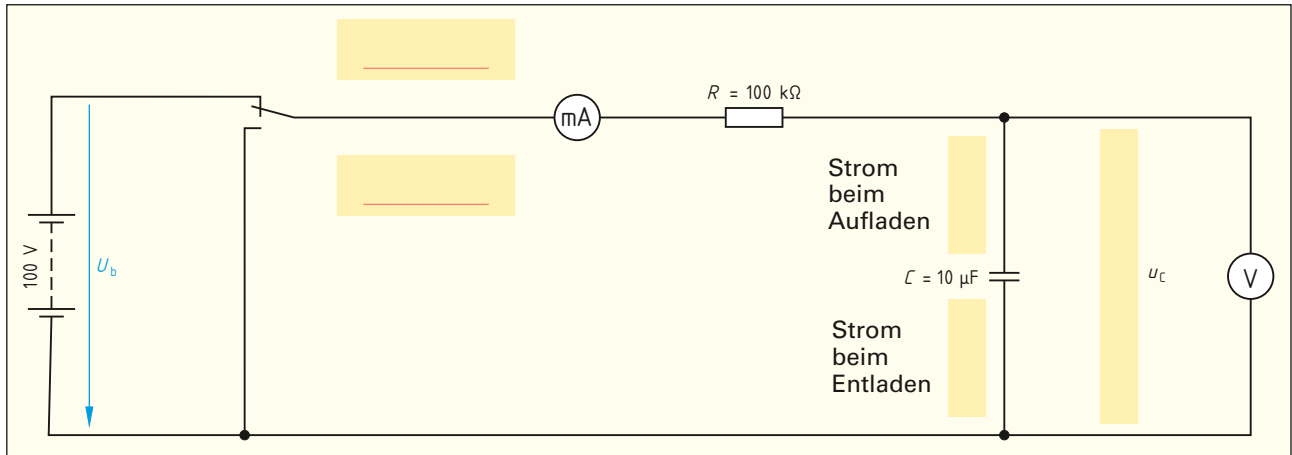 100 V
U_b
mA
R = 100 kΩ
Strom
beim
Aufladen
C = 10 µF
Strom
beim
Entladen
u_C
V